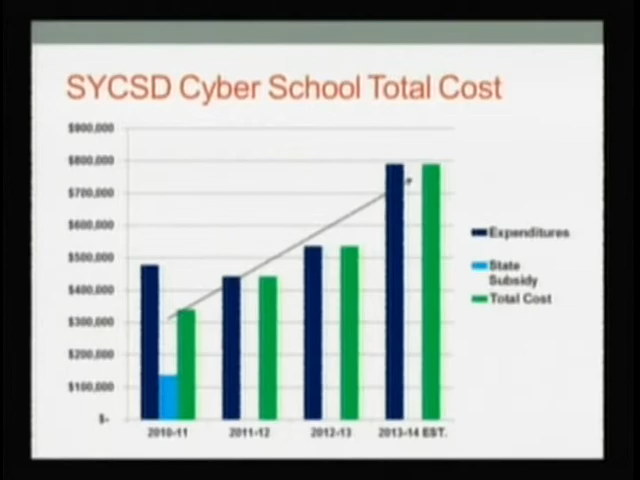 SYCSD Cyber School Total Cost
$900,000
$800,000
$700,000
$600,000
$500,000
$400,000
$300,000
$200,000
$100,000
$-
2010-11
2011-12
2012-13
2013-14 EST.
Expenditures
State
Subsidy
Total Cost